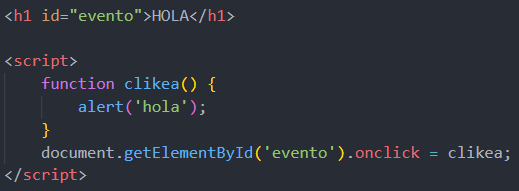 <h1 id="evento">HOLA</h1>
<script>
function clikea() {
alert('hola');
}
document.getElementById('evento').onclick = clikea;
</script>